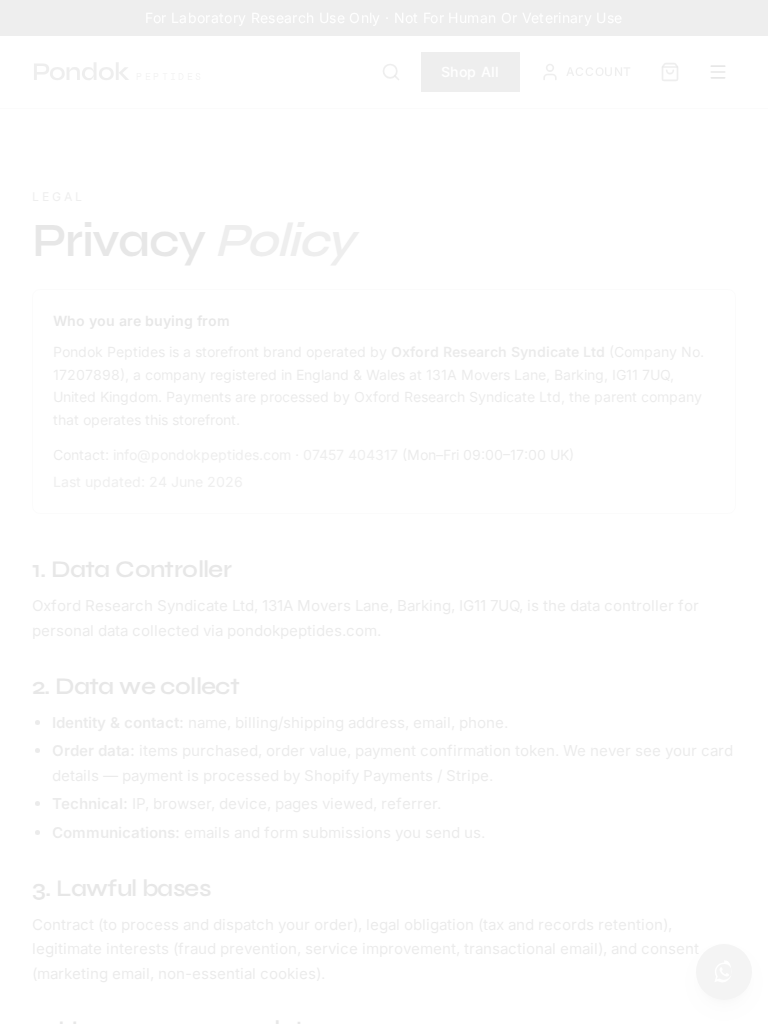 For Laboratory Research Use Only · Not For Human Or Veterinary Use
Pondok PEPTIDES
Shop All
ACCOUNT
LEGAL
Privacy Policy
Who you are buying from
Pondok Peptides is a storefront brand operated by Oxford Research Syndicate Ltd (Company No.
17207898), a company registered in England & Wales at 131A Movers Lane, Barking, IG11 7UQ,
United Kingdom. Payments are processed by Oxford Research Syndicate Ltd, the parent company
that operates this storefront.
Contact: info@pondokpeptides.com · 07457 404317 (Mon–Fri 09:00–17:00 UK)
Last updated: 24 June 2026
1. Data Controller
Oxford Research Syndicate Ltd, 131A Movers Lane, Barking, IG11 7UQ, is the data controller for
personal data collected via pondokpeptides.com.
2. Data we collect
• Identity & contact: name, billing/shipping address, email, phone.
• Order data: items purchased, order value, payment confirmation token. We never see your card
details — payment is processed by Shopify Payments / Stripe.
• Technical: IP, browser, device, pages viewed, referrer.
• Communications: emails and form submissions you send us.
3. Lawful bases
Contract (to process and dispatch your order), legal obligation (tax and records retention),
legitimate interests (fraud prevention, service improvement, transactional email), and consent
(marketing email, non-essential cookies).